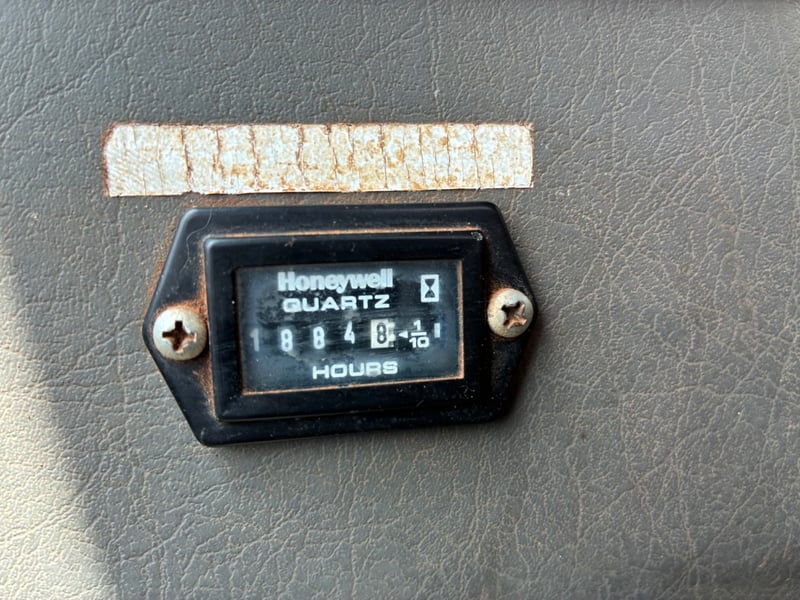 Honeywell
QUARTZ
1 8 8 4 8 1/10
HOURS